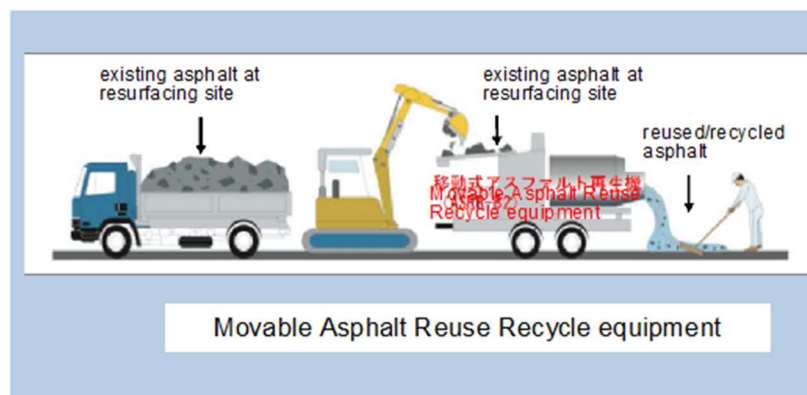 existing asphalt at
resurfacing site
existing asphalt at
resurfacing site
reused/recycled
asphalt
移動式アスファルト再生機
Movable Asphalt Reuse
Recycle equipment
Movable Asphalt Reuse Recycle equipment